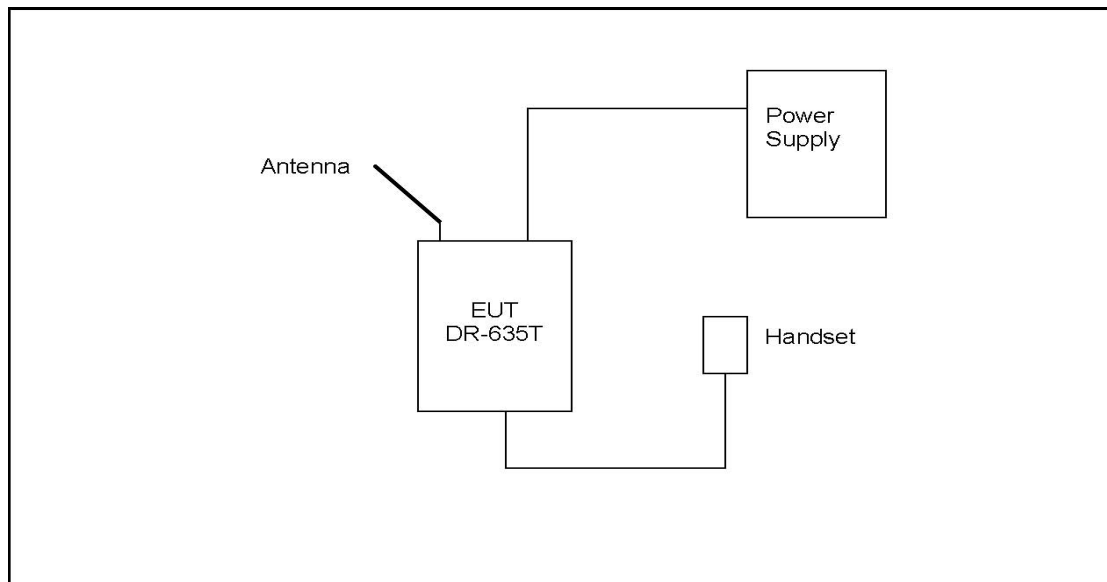 Power
Supply
Antenna
EUT
DR-635T
Handset